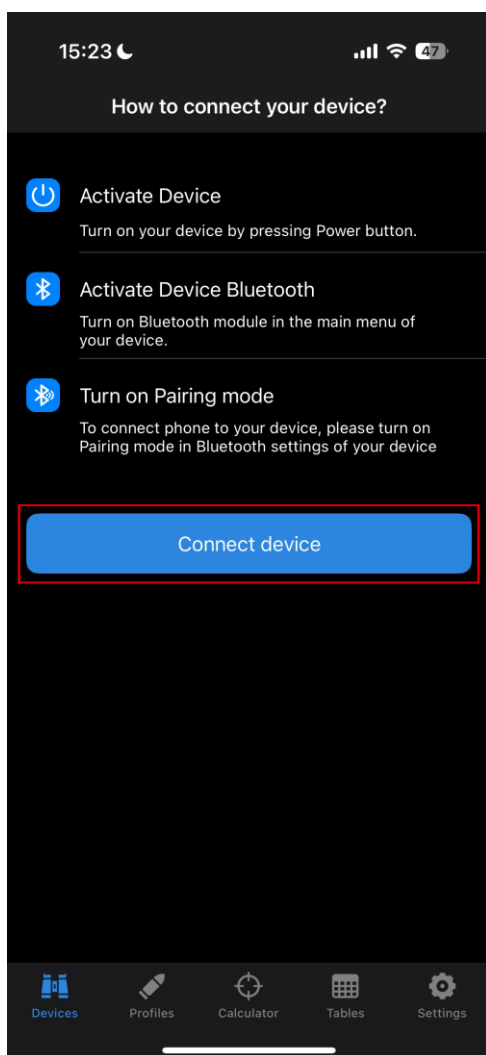 15:23
47
How to connect your device?
Activate Device
Turn on your device by pressing Power button.
Activate Device Bluetooth
Turn on Bluetooth module in the main menu of
your device.
Turn on Pairing mode
To connect phone to your device, please turn on
Pairing mode in Bluetooth settings of your device
Connect device
Devices Profiles Calculator Tables Settings